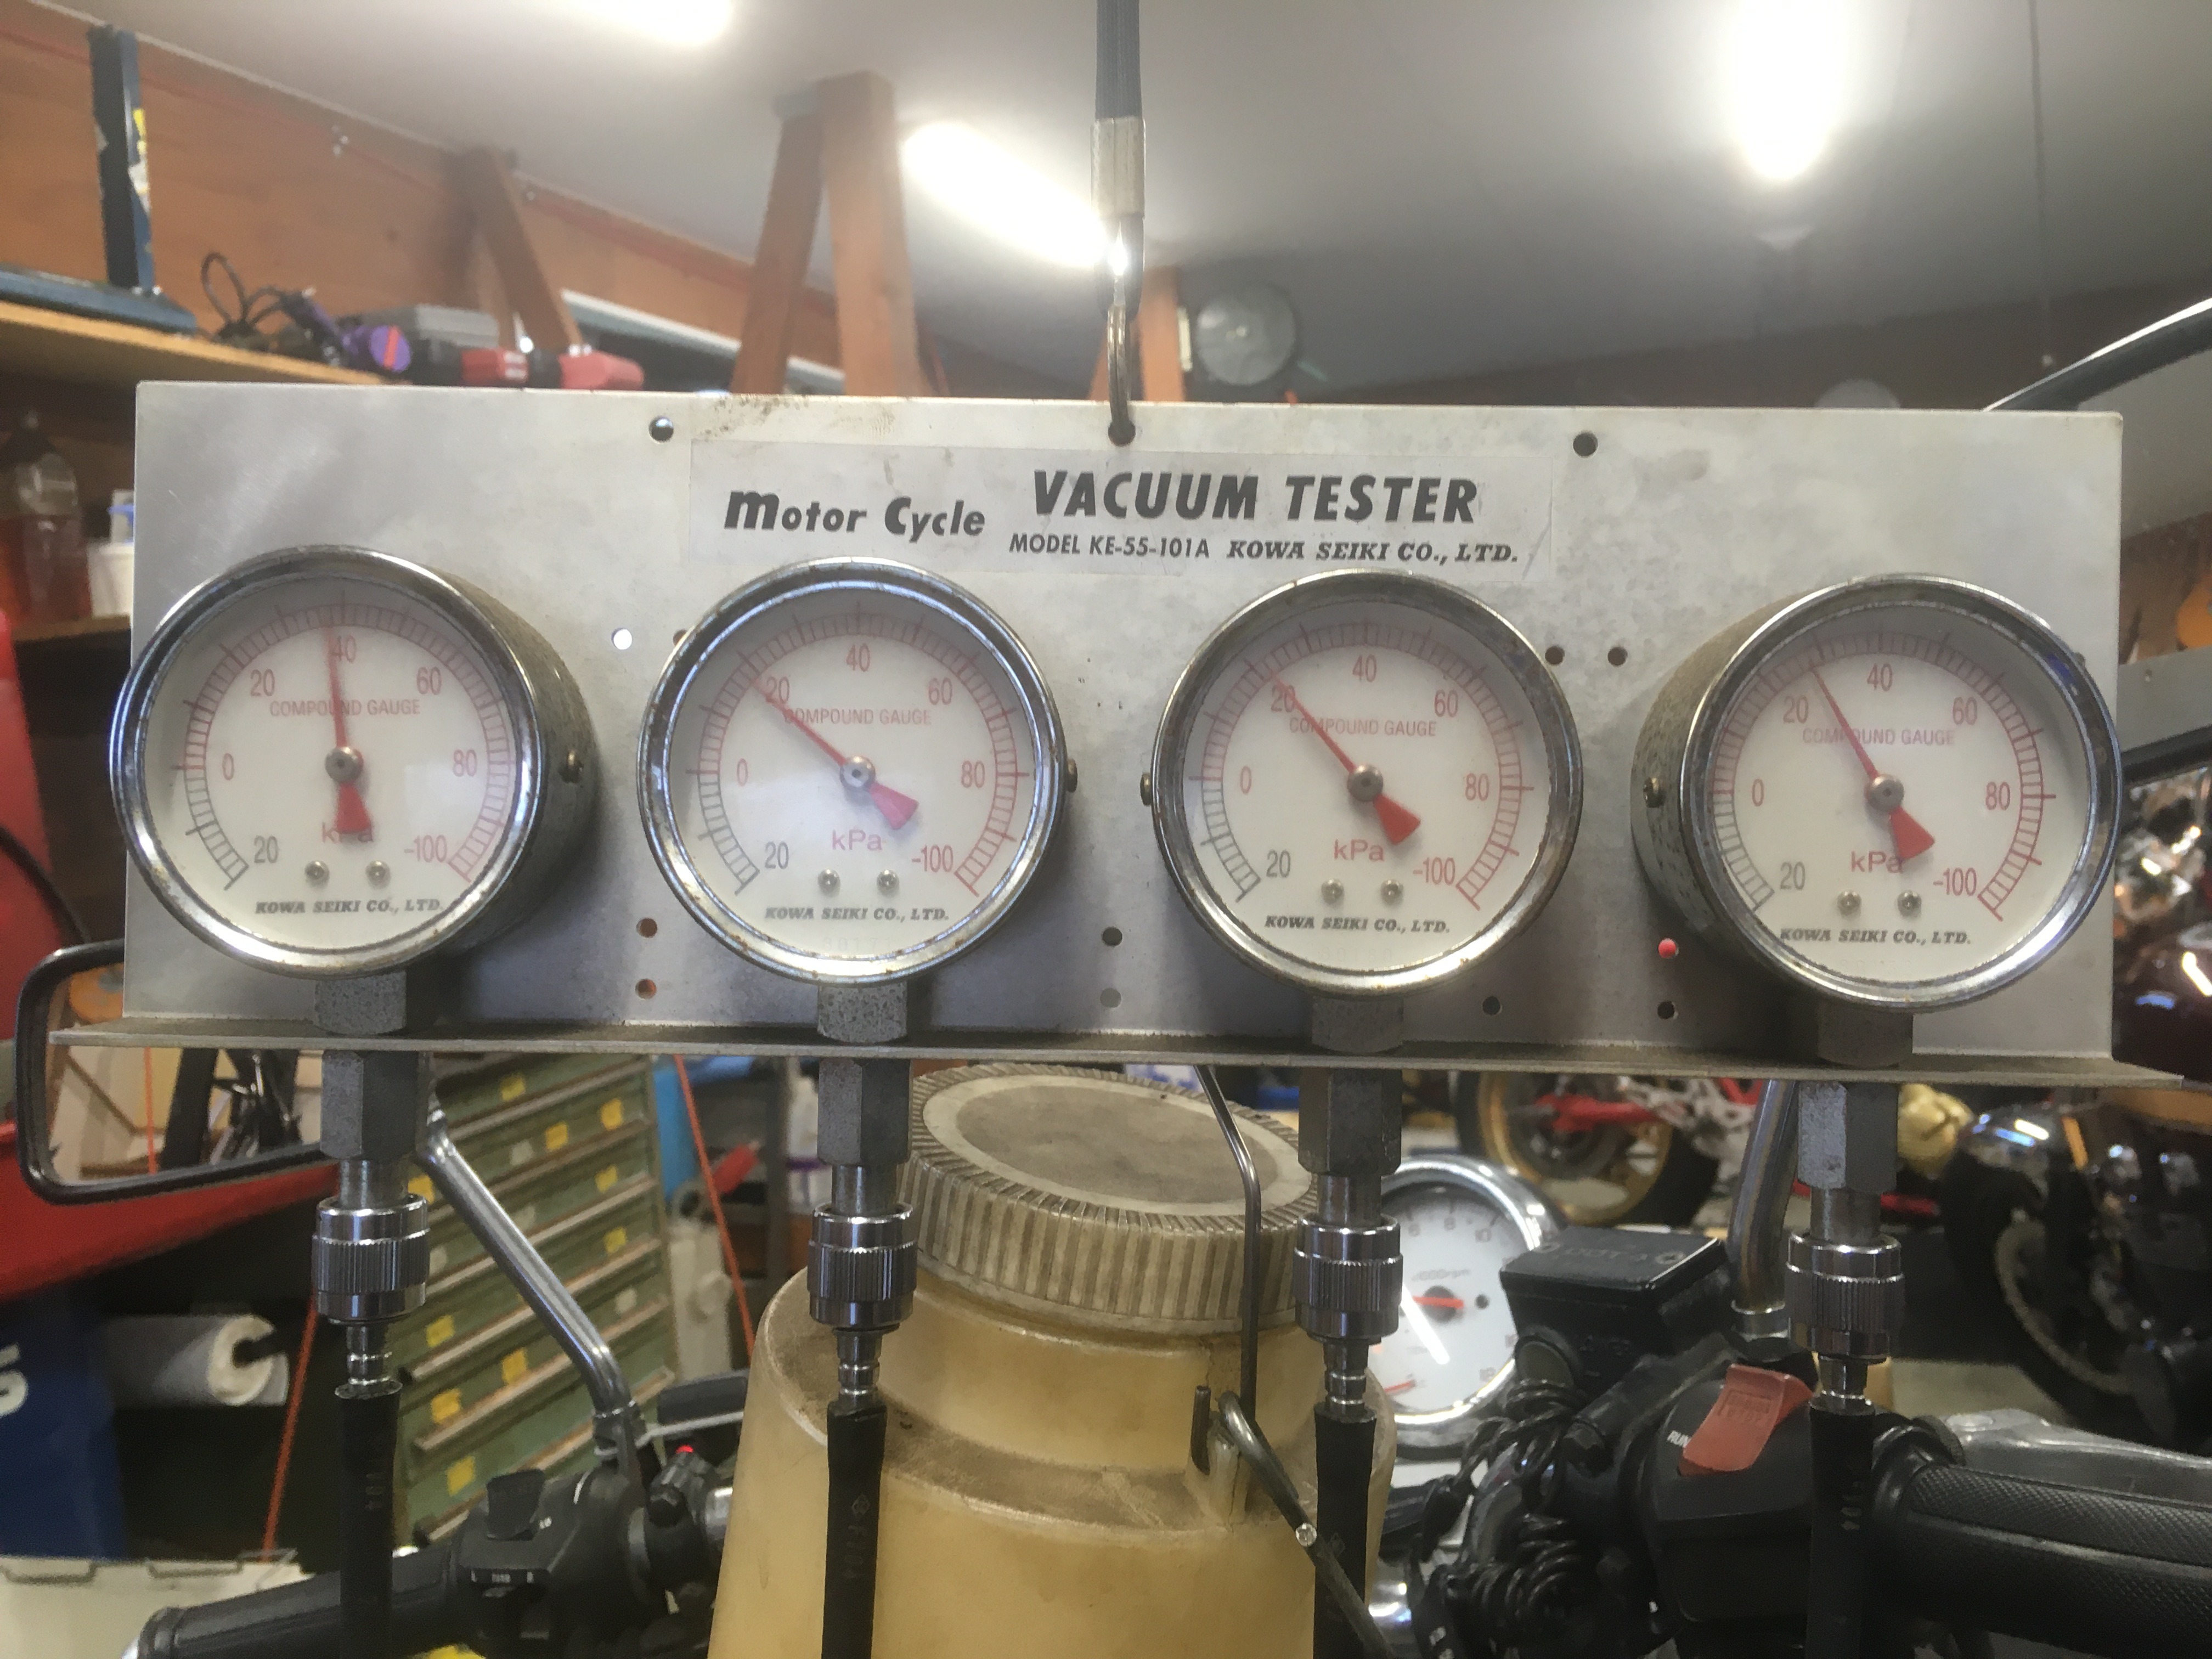 Motor Cycle VACUUM TESTER
MODEL KE-55-101A KOWA SEIKI CO., LTD.
20 0 20 40 60 80 -100
COMPOUND GAUGE
kPa
KOWA SEIKI CO., LTD.
20 0 20 40 60 80 -100
COMPOUND GAUGE
kPa
KOWA SEIKI CO., LTD.
20 0 20 40 60 80 -100
COMPOUND GAUGE
kPa
KOWA SEIKI CO., LTD.
20 0 20 40 60 80 -100
COMPOUND GAUGE
kPa
KOWA SEIKI CO., LTD.
RUN